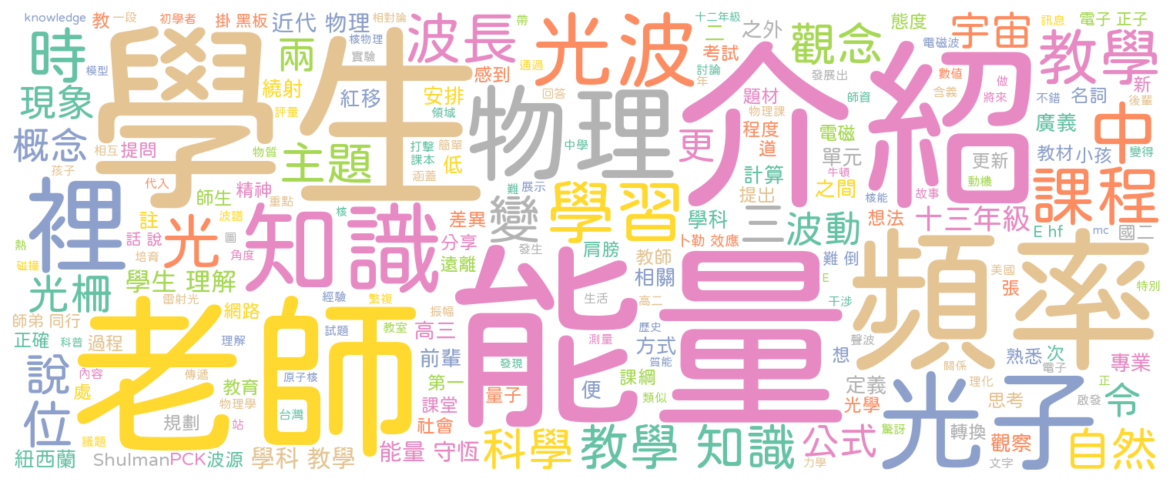 knowledge
教 一段
初學者
掛 黑板
近代 物理
相對論
帶
時
學生
兩
波長
光波
十二年級
考試
二
之外
觀念
態度
宇宙
電子 正子
訊息
教學
核物理
實驗
模型
現象
繞射
紅移
感到
安排
通過
回答
領域
討論
年
介紹
發展出
電磁波
數值
含義
做
將來
不錯
名詞
新
後輩
評量
概念
相互
提問
物質
主題
打擊
課本
涵蓋
簡單
低
物理
中學
更
題材
物理課
程度
道
師資
電磁
單元
牛頓
更新
動機
廣義
教材
小孩
中
變得
孩子
代入
師生
精神
重點
難
展示
計算
提出
之間
核能
故事
課程
裡
光
註
波譜
話 說
培育
核
圖
角度
知識
差異
分享
遠離
變
發生
學習
肩膀
教師
相關
學科
卜勒 效應
三
波動
難 倒
想法
十三年級
E hf
mc
國二
熱
碰撞
學生 理解
光柵
雷射光
經驗
繁複
生活
高二
E
干涉
美國
張
特別
頻率
師弟 同行
網路
試題
教室
振幅
高三
能量
測量
歷史
質能
方式
想
聲波
關係
熟悉
次
電子
專業
正確
科普
過程
理解
老師
前輩
發現
便
類似
課綱
定義
理化
正
說
內容
處
傳遞
教育
原子核
第一
課堂
量子
光學
思考
啟發
令
位
物理學
規劃
站
台灣
社會
光子
轉換
觀察
驚訝
議題
紐西蘭
Shulman
PCK
波源
學科 教學
能量 守恆
科學
教學 知識
公式
力學
文字
自然